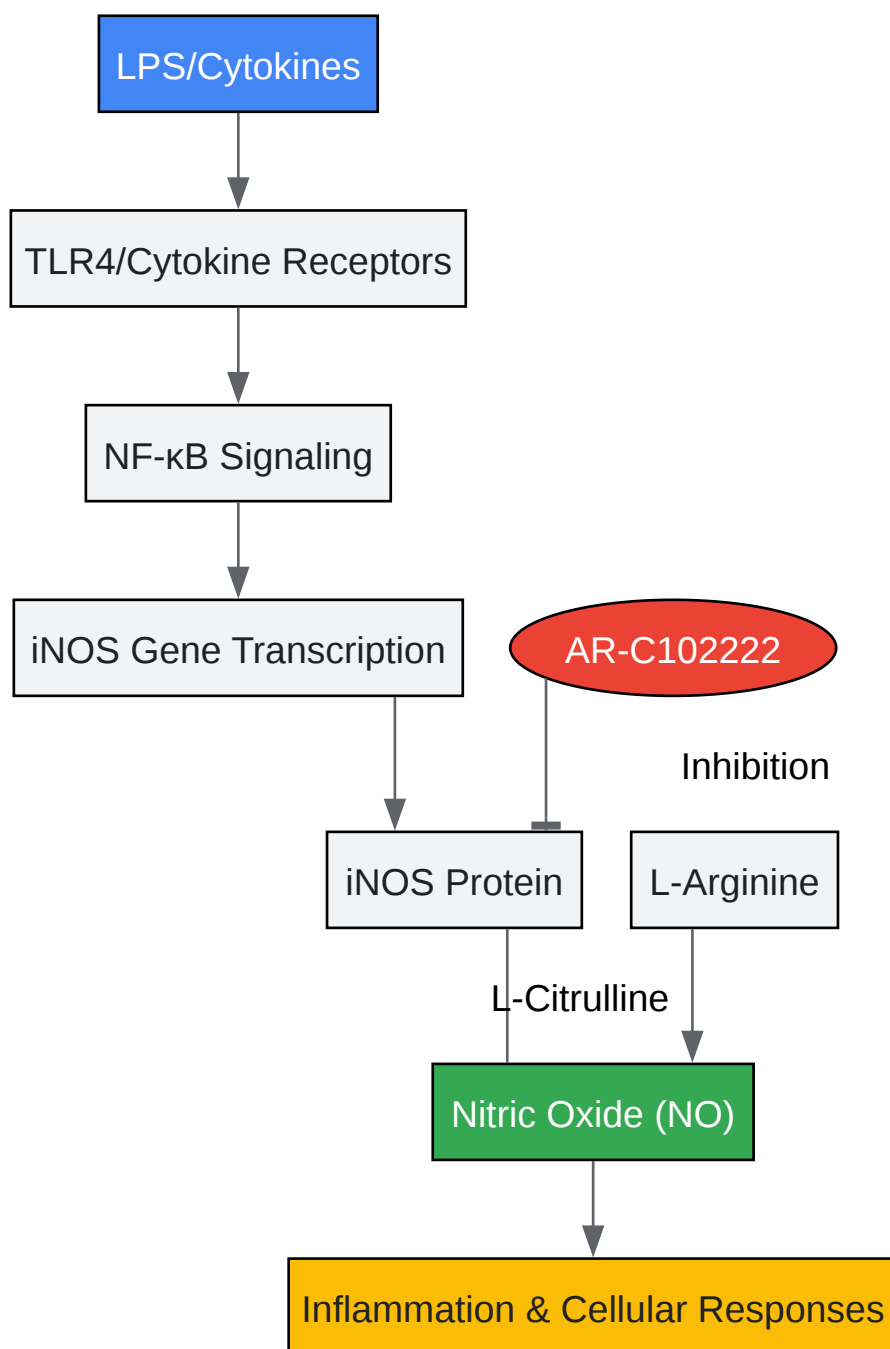 LPS/Cytokines
TLR4/Cytokine Receptors
NF-κB Signaling
iNOS Gene Transcription
AR-C102222
Inhibition
iNOS Protein
L-Arginine
L-Citrulline
Nitric Oxide (NO)
Inflammation & Cellular Responses